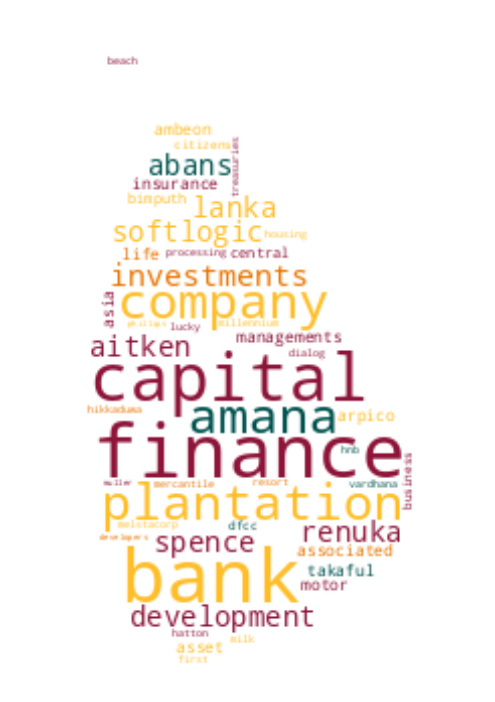 beach
ambeon
citizens
treasuries
abans
insurance
bimputh
lanka
softlogic
housing
life
processing
central
investments
asia
company
philips
lucky
millennium
managements
aitken
dialog
capital
hikkaduwa
amana
arpico
finance
hnb
business
muller
mercantile
resort
vardhana
plantation
melstacorp
dfcc
renuka
developers
spence
associated
takaful
bank
motor
development
hatton
milk
asset
first